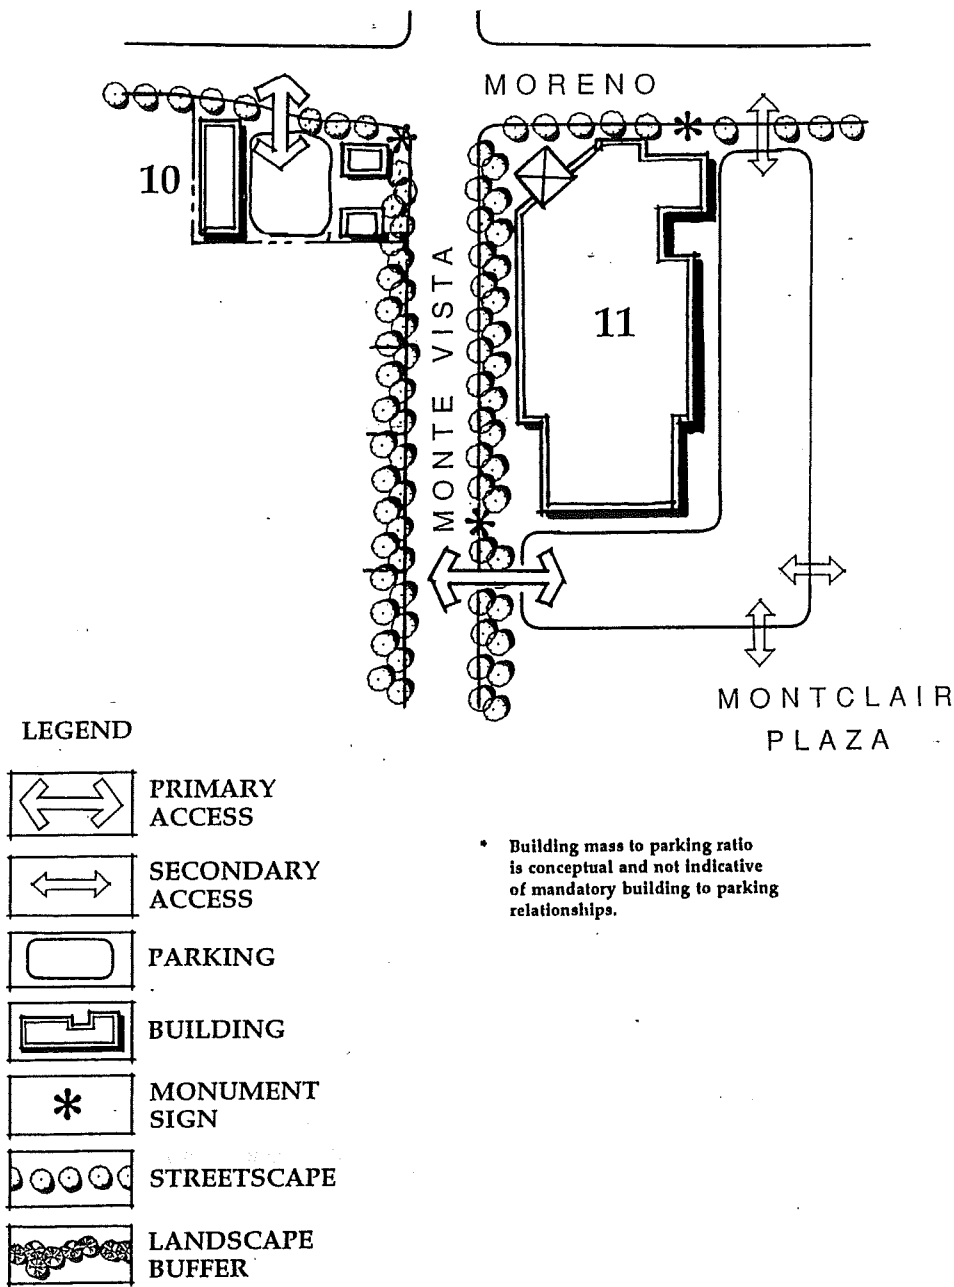 MORENO
10
11
MONTE VISTA
MONTCLAIR
PLAZA
LEGEND
PRIMARY
ACCESS
SECONDARY
ACCESS
PARKING
BUILDING
MONUMENT
SIGN
STREETSCAPE
LANDSCAPE
BUFFER
* Building mass to parking ratio
is conceptual and not indicative
of mandatory building to parking
relationships.